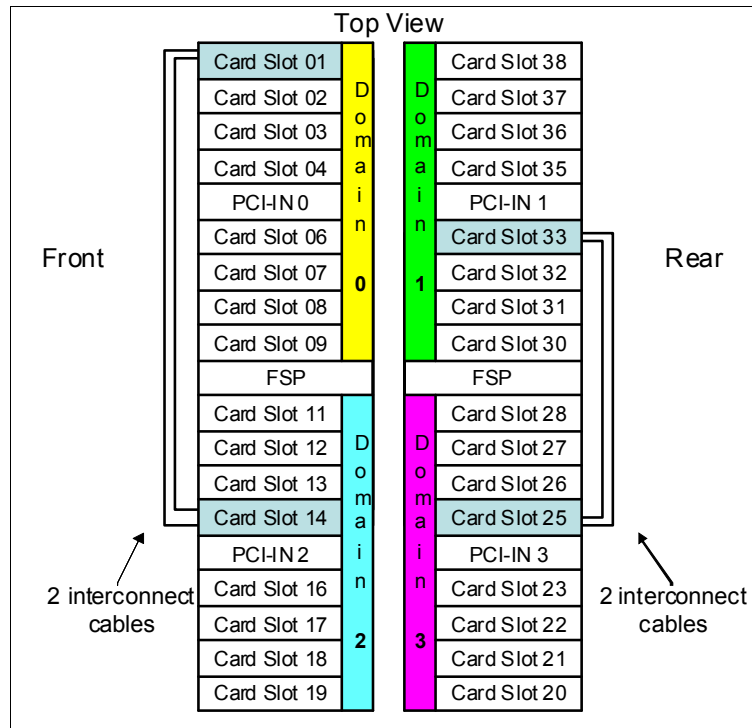 Top View
Front
Card Slot 01
Card Slot 02
Card Slot 03
Card Slot 04
PCI-IN 0
Card Slot 06
Card Slot 07
Card Slot 08
Card Slot 09
FSP
Card Slot 11
Card Slot 12
Card Slot 13
Card Slot 14
PCI-IN 2
Card Slot 16
Card Slot 17
Card Slot 18
Card Slot 19
Domain 0
Domain 2
2 interconnect
cables
Domain 1
Domain 3
Card Slot 38
Card Slot 37
Card Slot 36
Card Slot 35
PCI-IN 1
Card Slot 33
Card Slot 32
Card Slot 31
Card Slot 30
FSP
Card Slot 28
Card Slot 27
Card Slot 26
Card Slot 25
PCI-IN 3
Card Slot 23
Card Slot 22
Card Slot 21
Card Slot 20
Rear
2 interconnect
cables